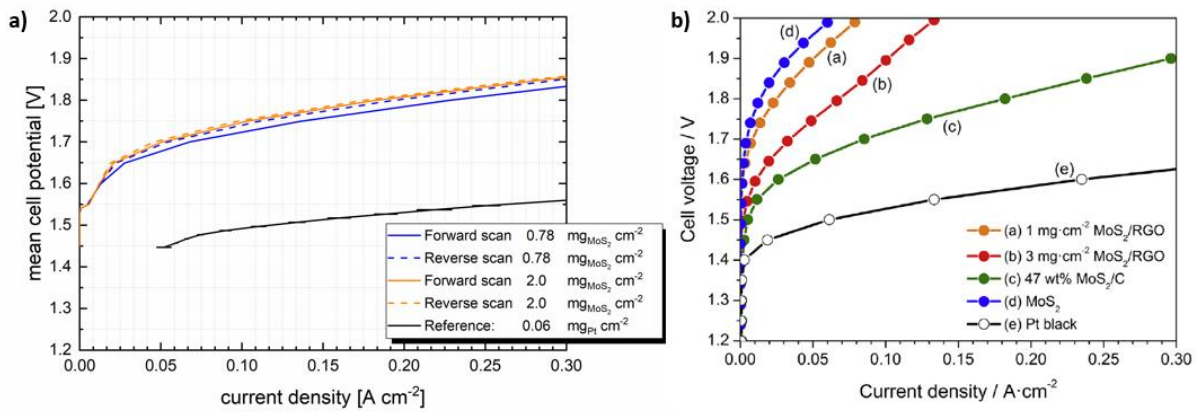 a)
mean cell potential [V]
2.0
1.9
1.8
1.7
1.6
1.5
1.4
1.3
1.2
0.00 0.05 0.10 0.15 0.20 0.25 0.30
current density [A cm-2]
Forward scan 0.78 mgMoS2 cm-2
Reverse scan 0.78 mgMoS2 cm-2
Forward scan 2.0 mgMoS2 cm-2
Reverse scan 2.0 mgMoS2 cm-2
Reference: 0.06 mgPt cm-2
b)
Cell voltage / V
2.0
1.9
1.8
1.7
1.6
1.5
1.4
1.3
1.2
(d)
(a)
(b)
(c)
(e)
(a) 1 mg·cm-2 MoS2/RGO
(b) 3 mg·cm-2 MoS2/RGO
(c) 47 wt% MoS2/C
(d) MoS2
(e) Pt black
0.00 0.05 0.10 0.15 0.20 0.25 0.30
Current density / A·cm-2